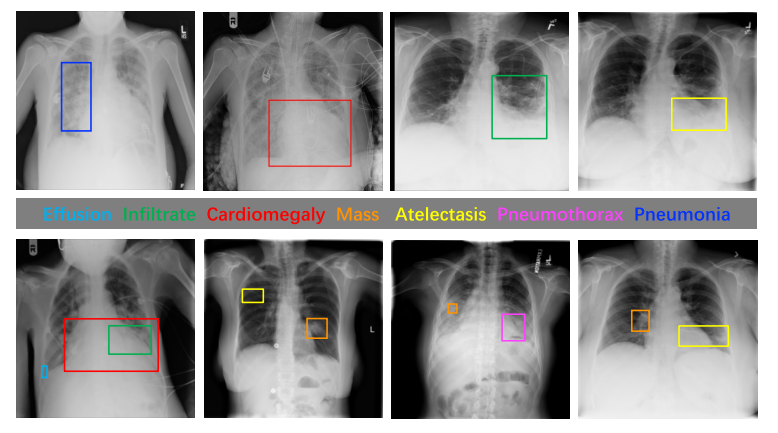 L
Effusion Infiltrate Cardiomegaly Mass Atelectasis Pneumothorax Pneumonia
R
L